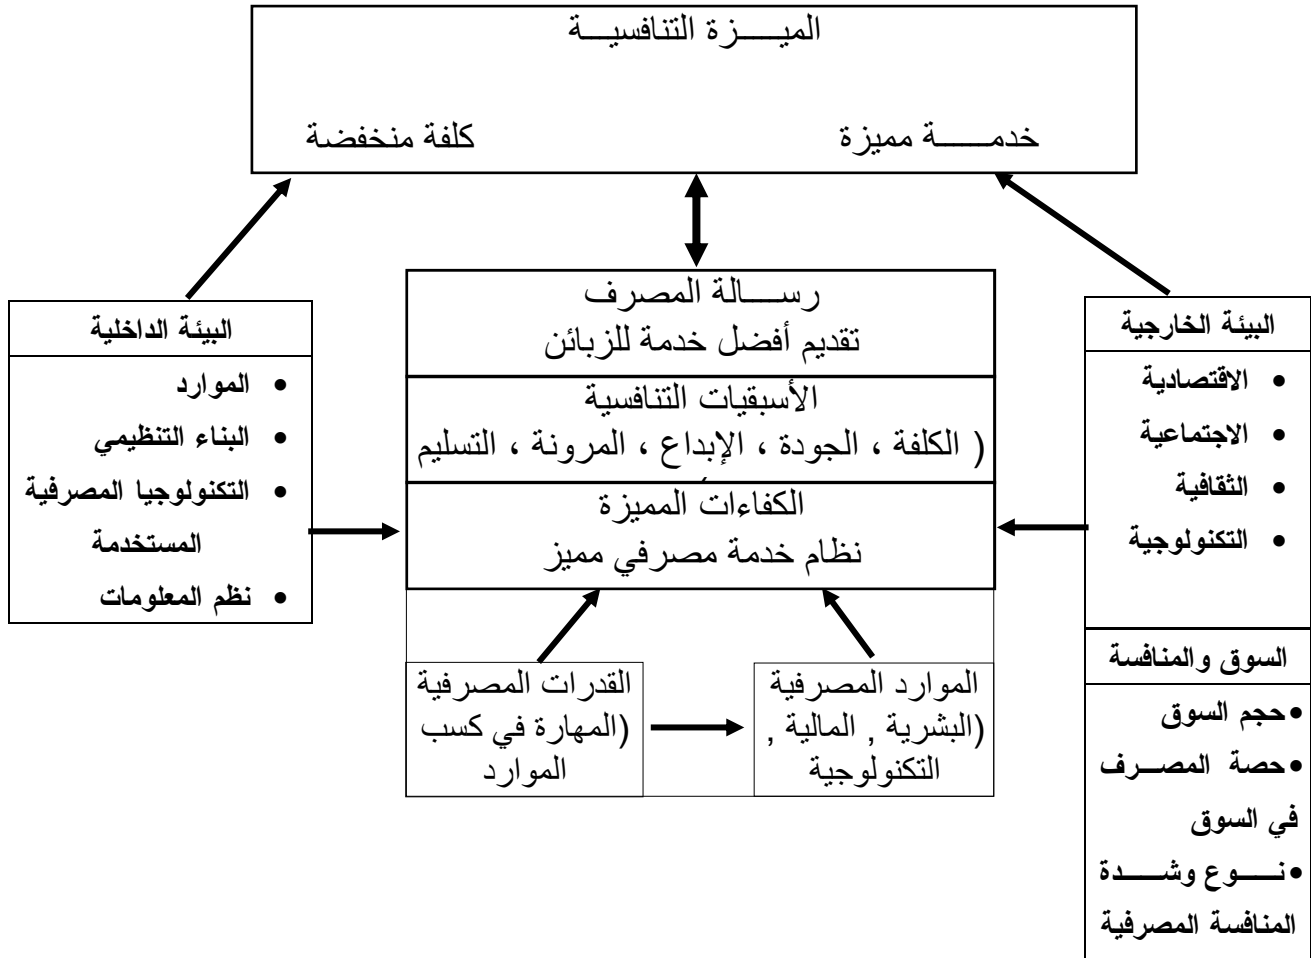 الميـــــزة التنافسيـــة
خدمـــــة مميزة
كلفة منخفضة
رســـــالة المصرف
تقديم أفضل خدمة للزبائن
الأسبقيات التنافسية
( الكلفة ، الجودة ، الإبداع ، المرونة ، التسليم
الكفاءات المميزة
نظام خدمة مصرفي مميز
البيئة الخارجية
• الاقتصادية
• الاجتماعية
• الثقافية
• التكنولوجية
السوق والمنافسة
•حجم السوق
•حصة المصـــرف
في السوق
•نـــــوع وشـــــدة
المنافسة المصرفية
البيئة الداخلية
• الموارد
• البناء التنظيمي
• التكنولوجيا المصرفية
المستخدمة
• نظم المعلومات
الموارد المصرفية
(البشرية , المالية ,
التكنولوجية
القدرات المصرفية
(المهارة في كسب
الموارد